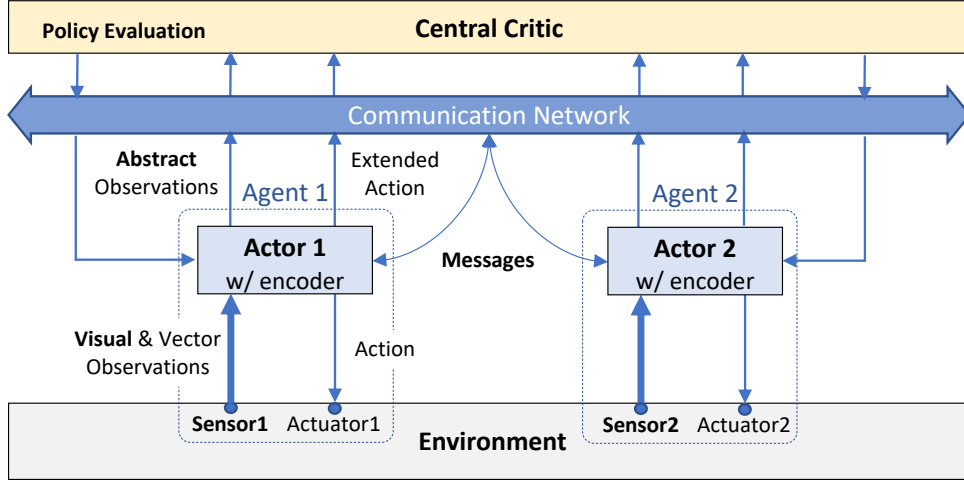 Policy Evaluation
Central Critic
Communication Network
Abstract
Observations
Extended
Action
Agent 1
Agent 2
Actor 1
w/ encoder
Messages
Actor 2
w/ encoder
Visual & Vector
Observations
Action
Sensor1
Actuator1
Sensor2
Actuator2
Environment